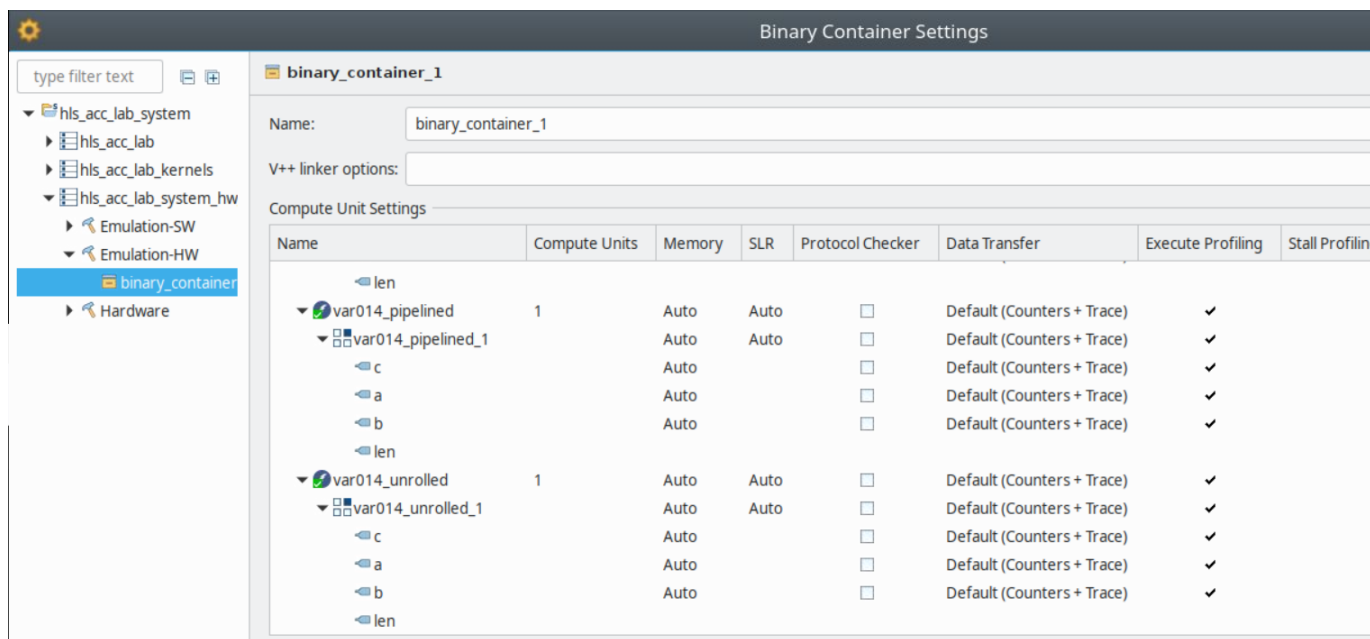 Binary Container Settings
type filter text
hls_acc_lab_system
hls_acc_lab
hls_acc_lab_kernels
hls_acc_lab_system_hw
Emulation-SW
Emulation-HW
binary_container
Hardware
binary_container_1
Name: binary_container_1
V++ linker options:
Compute Unit Settings
Name Compute Units Memory SLR Protocol Checker Data Transfer Execute Profiling Stall Profilin
len
var014_pipelined 1 Auto Auto Default (Counters + Trace)
var014_pipelined_1 Auto Auto Default (Counters + Trace)
c Auto Default (Counters + Trace)
a Auto Default (Counters + Trace)
b Auto Default (Counters + Trace)
len
var014_unrolled 1 Auto Auto Default (Counters + Trace)
var014_unrolled_1 Auto Auto Default (Counters + Trace)
c Auto Default (Counters + Trace)
a Auto Default (Counters + Trace)
b Auto Default (Counters + Trace)
len